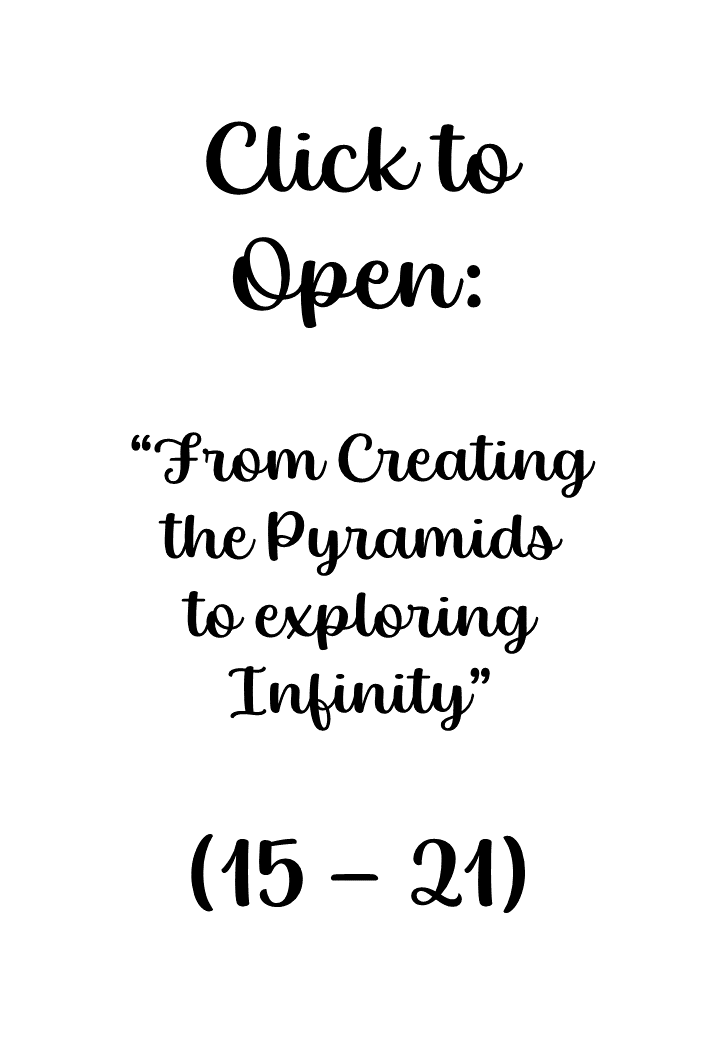 Click to
Open:
“From Creating
the Pyramids
to exploring
Infinity”
(15 – 21)